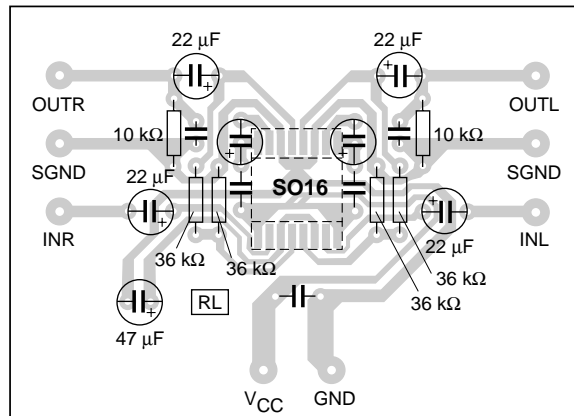 22 μF
22 μF
OUTR
OUTL
10 kΩ
10 kΩ
SGND
SGND
22 μF
SO16
INR
INL
36 kΩ
36 kΩ
22 μF
36 kΩ
36 kΩ
RL
47 μF
VCC
GND